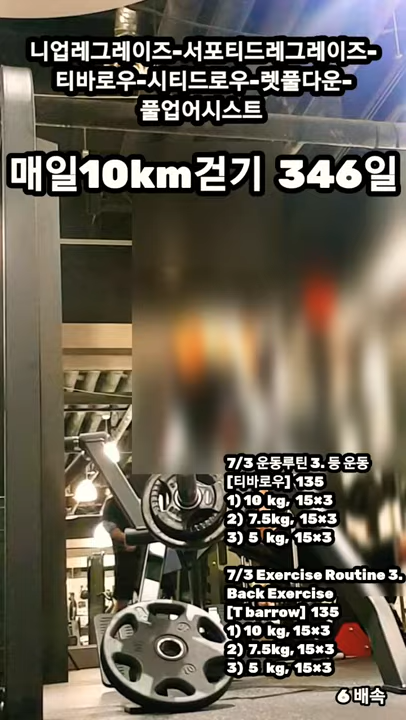 니업레그레이즈-서포티드레그레이즈-
티바로우-시티드로우-렛풀다운-
풀업어시스트
매일10km걷기 346일
7/3 운동루틴 3. 등 운동
[티바로우] 135
1) 10 kg, 15×3
2) 7.5kg, 15×3
3) 5 kg, 15×3
7/3 Exercise Routine 3.
Back Exercise
[T barrow] 135
1) 10 kg, 15×3
2) 7.5kg, 15×3
3) 5 kg, 15×3
6 배속